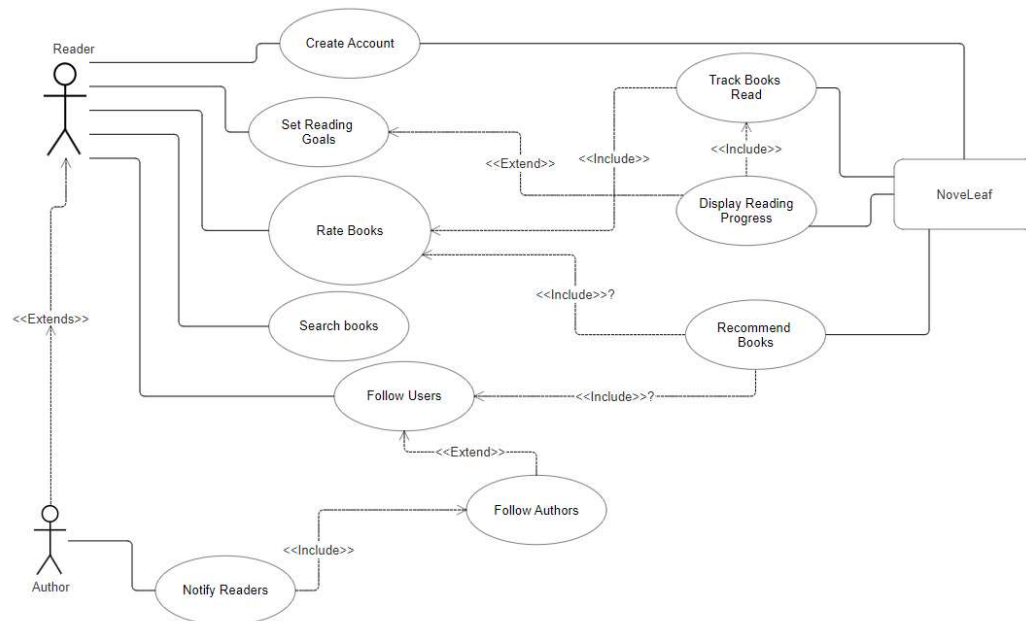 Reader
Create Account
Track Books
Read
Set Reading
Goals
<<Extend>>
<<Include>>
<<Include>>
NoveLeaf
Display Reading
Progress
Rate Books
<<Include>>?
<<Extends>>
Search books
Recommend
Books
Follow Users
<<Include>>?
<<Extend>>
Follow Authors
<<Include>>
Author
Notify Readers